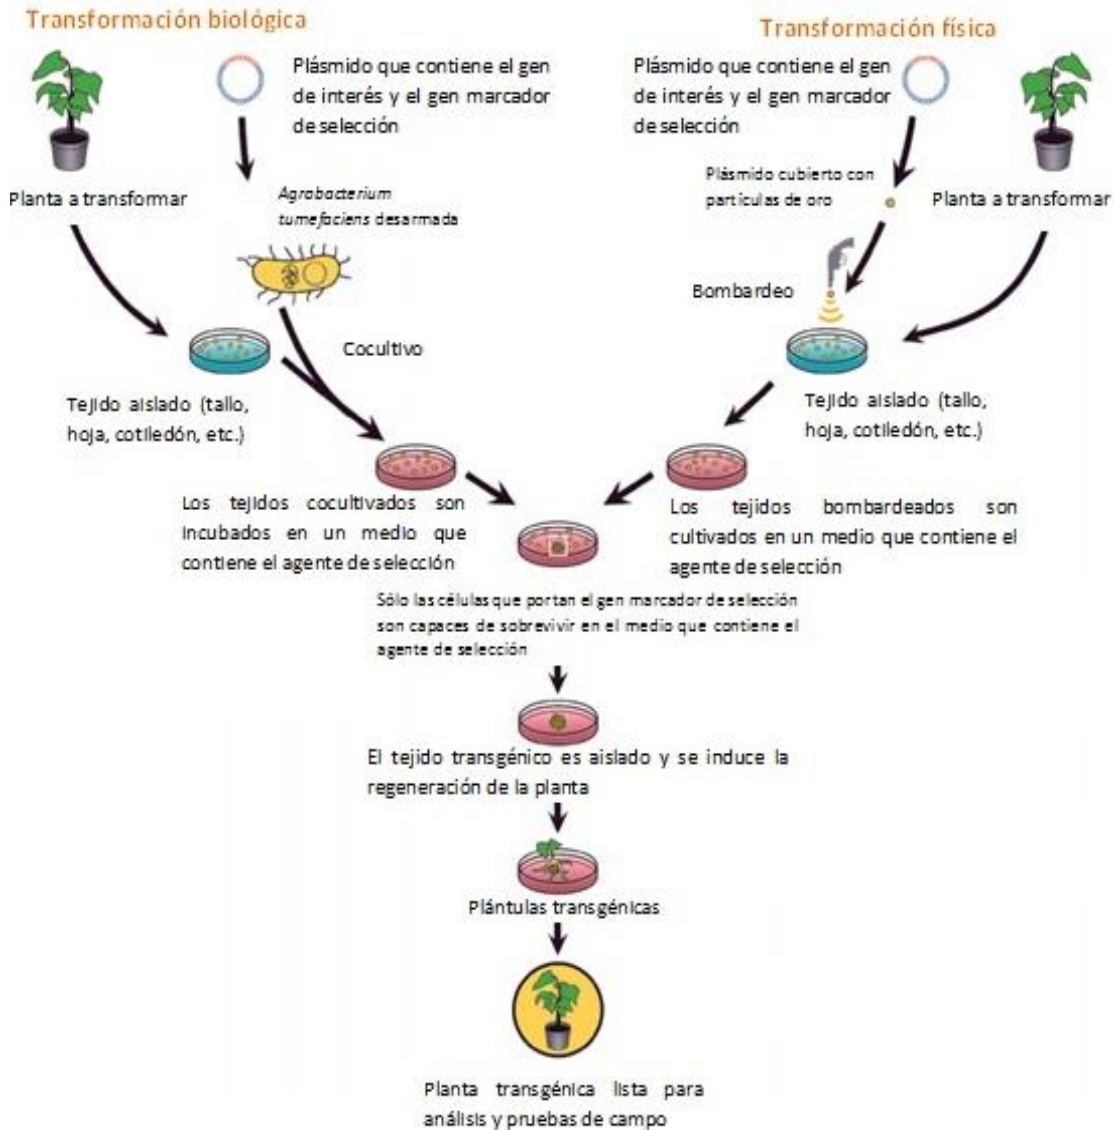 Transformación biológica
Plásmido que contiene el gen
de interés y el gen marcador
de selección
Planta a transformar
Agrobacterium
tumefaciens desarmada
Cocultivo
Tejido aislado (tallo,
hoja, cotiledón, etc.)
Los tejidos cocultivados son
incubados en un medio que
contiene el agente de selección
Transformación física
Plásmido que contiene el gen
de interés y el gen marcador
de selección
Plásmido cubierto con
partículas de oro
Planta a transformar
Bombardeo
Tejido aislado (tallo,
hoja, cotiledón, etc.)
Los tejidos bombardeados son
cultivados en un medio que contiene el
agente de selección
Sólo las células que portan el gen marcador de selección
son capaces de sobrevivir en el medio que contiene el
agente de selección
El tejido transgénico es aislado y se induce la
regeneración de la planta
Plántulas transgénicas
Planta transgénica lista para
análisis y pruebas de campo